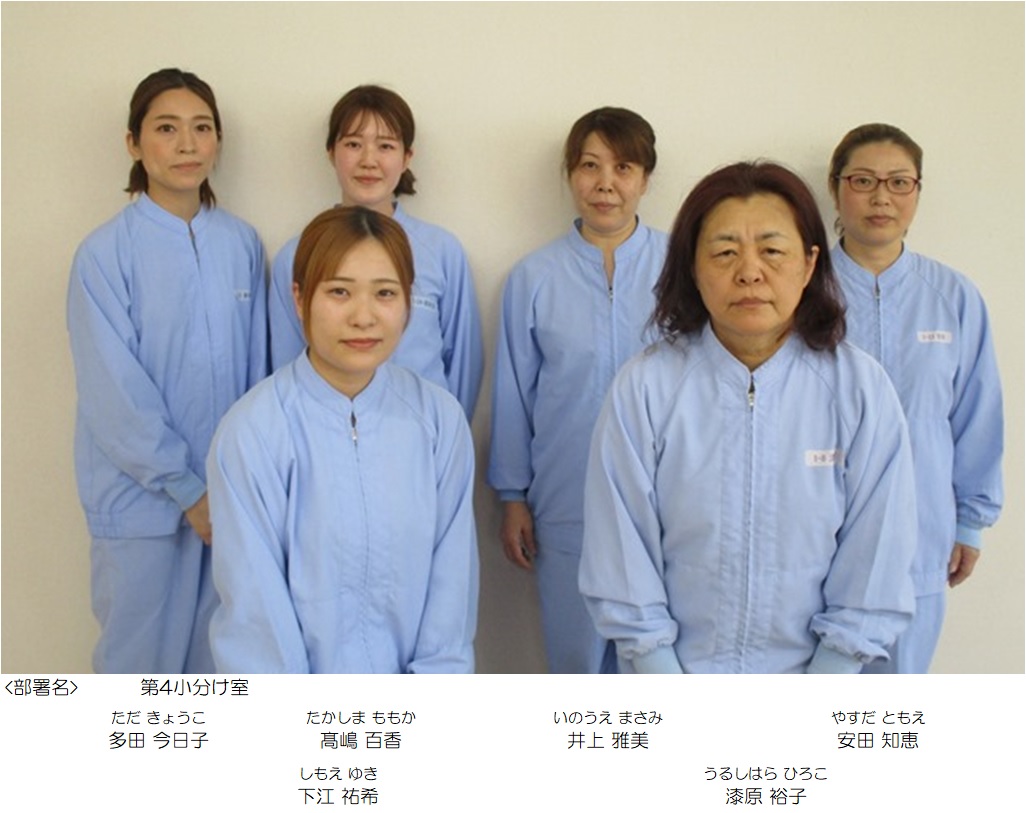 <部署名> 第4小分け室
ただ きょうこ たかしま ももか いのうえ まさみ やすだ ともえ
多田 今日子 髙嶋 百香 井上 雅美 安田 知恵
しもえ ゆき うるしはら ひろこ
下江 祐希 漆原 裕子